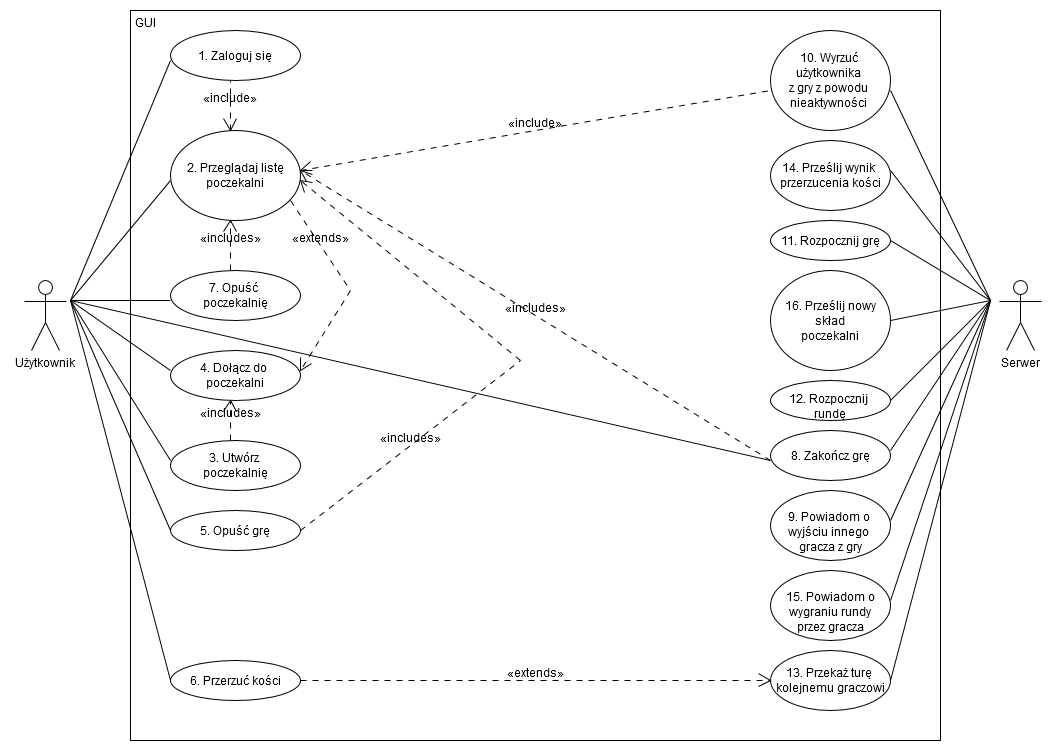 GUI
1. Zaloguj się
«include»
2. Przeglądaj listę
poczekalni
«includes»
«extends»
7. Opuść
poczekalnię
4. Dołącz do
poczekalni
«includes»
3. Utwórz
poczekalnię
5. Opuść grę
6. Przerzuć kości
Użytkownik
«include»
«includes»
«includes»
«extends»
10. Wyrzuć
użytkownika
z gry z powodu
nieaktywności
14. Prześlij wynik
przerzucenia kości
11. Rozpocznij grę
16. Prześlij nowy
skład
poczekalni
12. Rozpocznij
rundę
8. Zakończ grę
9. Powiadom o
wyjściu innego
gracza z gry
15. Powiadom o
wygraniu rundy
przez gracza
13. Przekaż turę
kolejnemu graczowi
Serwer